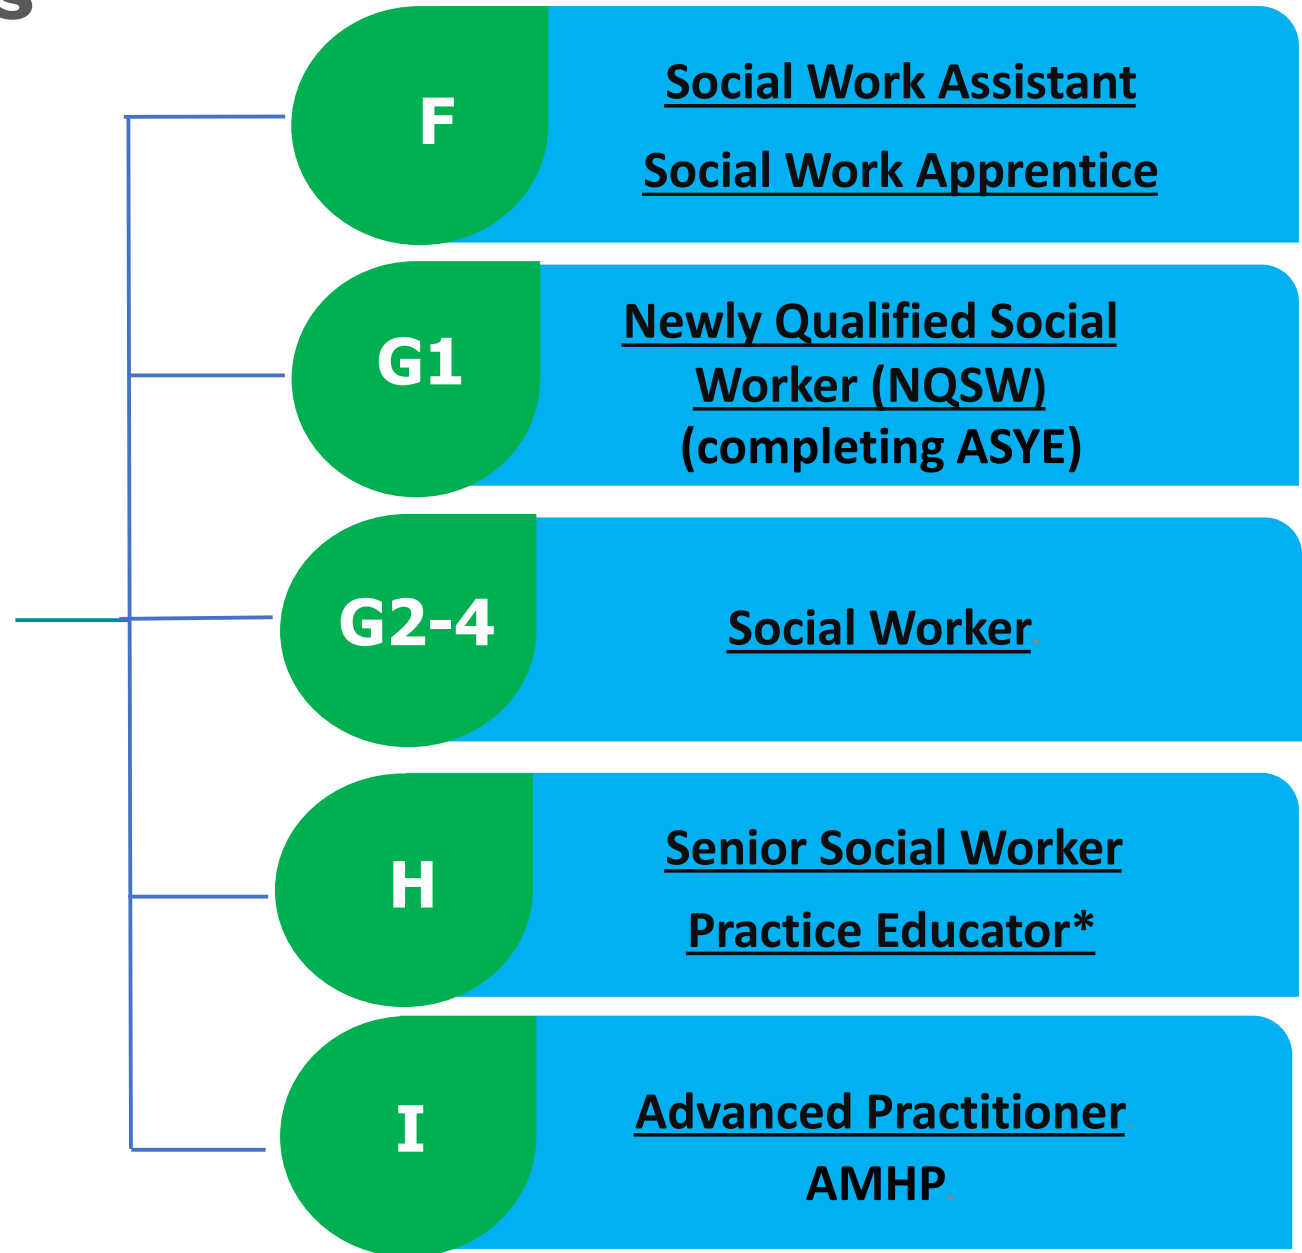 s
F
Social Work Assistant
Social Work Apprentice
G1
Newly Qualified Social
Worker (NQSW)
(completing ASYE)
G2-4
Social Worker.
H
Senior Social Worker
Practice Educator*
I
Advanced Practitioner.
AMHP.